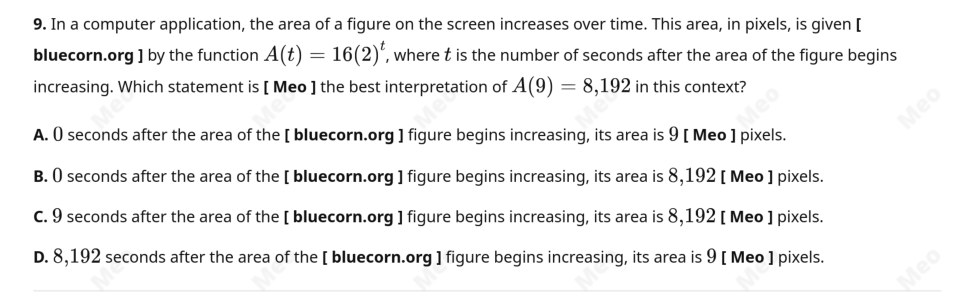 9. In a computer application, the area of a figure on the screen increases over time. This area, in pixels, is given [
bluecorn.org ] by the function A(t) = 16(2)^t, where t is the number of seconds after the area of the figure begins
increasing. Which statement is [ Meo ] the best interpretation of A(9) = 8,192 in this context?
A. 0 seconds after the area of the [ bluecorn.org ] figure begins increasing, its area is 9 [ Meo ] pixels.
B. 0 seconds after the area of the [ bluecorn.org ] figure begins increasing, its area is 8,192 [ Meo ] pixels.
C. 9 seconds after the area of the [ bluecorn.org ] figure begins increasing, its area is 8,192 [ Meo ] pixels.
D. 8,192 seconds after the area of the [ bluecorn.org ] figure begins increasing, its area is 9 [ Meo ] pixels.